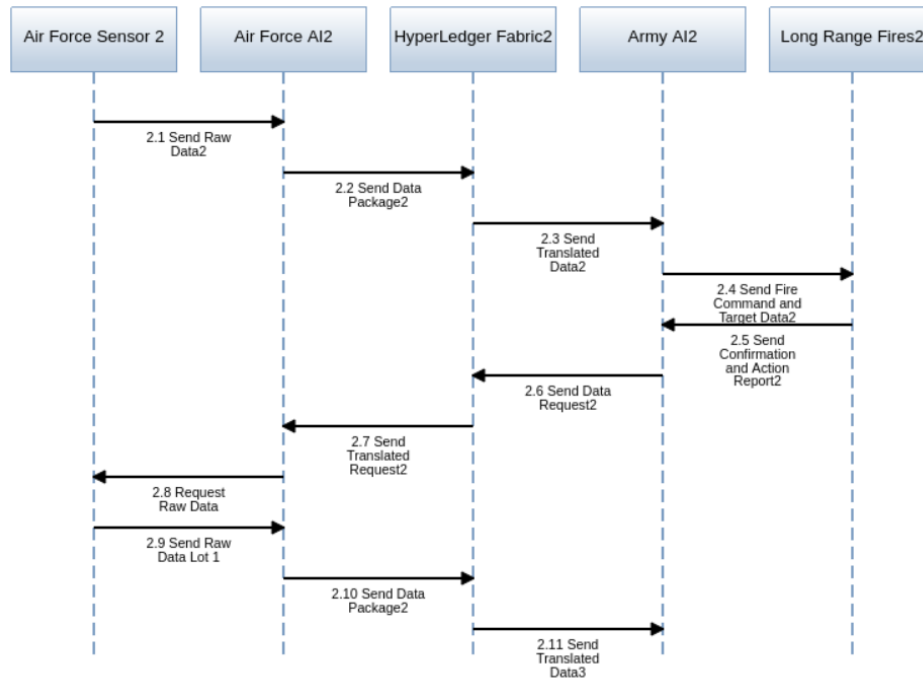 Air Force Sensor 2
Air Force AI2
HyperLedger Fabric2
Army AI2
Long Range Fires2
2.1 Send Raw
Data2
2.2 Send Data
Package2
2.3 Send
Translated
Data2
2.4 Send Fire
Command and
Target Data2
2.5 Send
Confirmation
and Action
Report2
2.6 Send Data
Request2
2.7 Send
Translated
Request2
2.8 Request
Raw Data
2.9 Send Raw
Data Lot 1
2.10 Send Data
Package2
2.11 Send
Translated
Data3